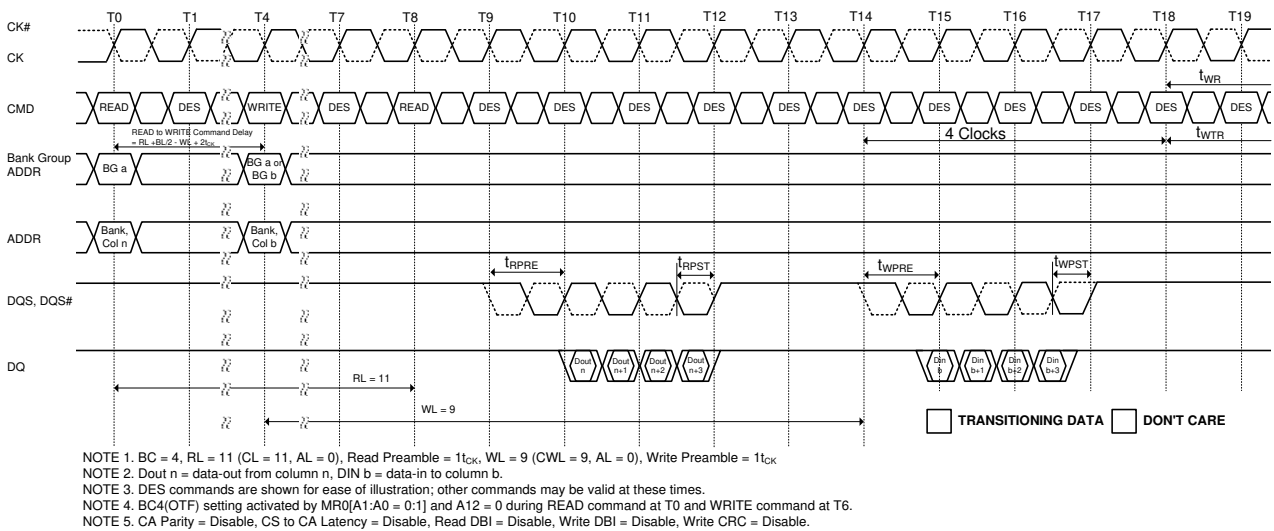 T0 T1 T4 T7 T8 T9 T10 T11 T12 T13 T14 T15 T16 T17 T18 T19
CK#
CK
tWR
CMD
READ DES WRITE DES READ DES DES DES DES DES DES DES DES DES DES DES
READ to WRITE Command Delay
= RL +BL/2 - WL + 2tCK
4 Clocks
tWTR
Bank Group
ADDR
BG a
BG a or
BG b
ADDR
Bank,
Col n
Bank,
Col b
tRPRE tRPST tWPRE tWPST
DQS, DQS#
DQ
Dout
n
Dout
n+1
Dout
n+2
Dout
n+3
Din
b
Din
b+1
Din
b+2
Din
b+3
RL = 11
WL = 9
TRANSITIONING DATA DON'T CARE
NOTE 1. BC = 4, RL = 11 (CL = 11, AL = 0), Read Preamble = 1tCK, WL = 9 (CWL = 9, AL = 0), Write Preamble = 1tCK
NOTE 2. Dout n = data-out from column n, DIN b = data-in to column b.
NOTE 3. DES commands are shown for ease of illustration; other commands may be valid at these times.
NOTE 4. BC4(OTF) setting activated by MR0[A1:A0 = 0:1] and A12 = 0 during READ command at T0 and WRITE command at T6.
NOTE 5. CA Parity = Disable, CS to CA Latency = Disable, Read DBI = Disable, Write DBI = Disable, Write CRC = Disable.